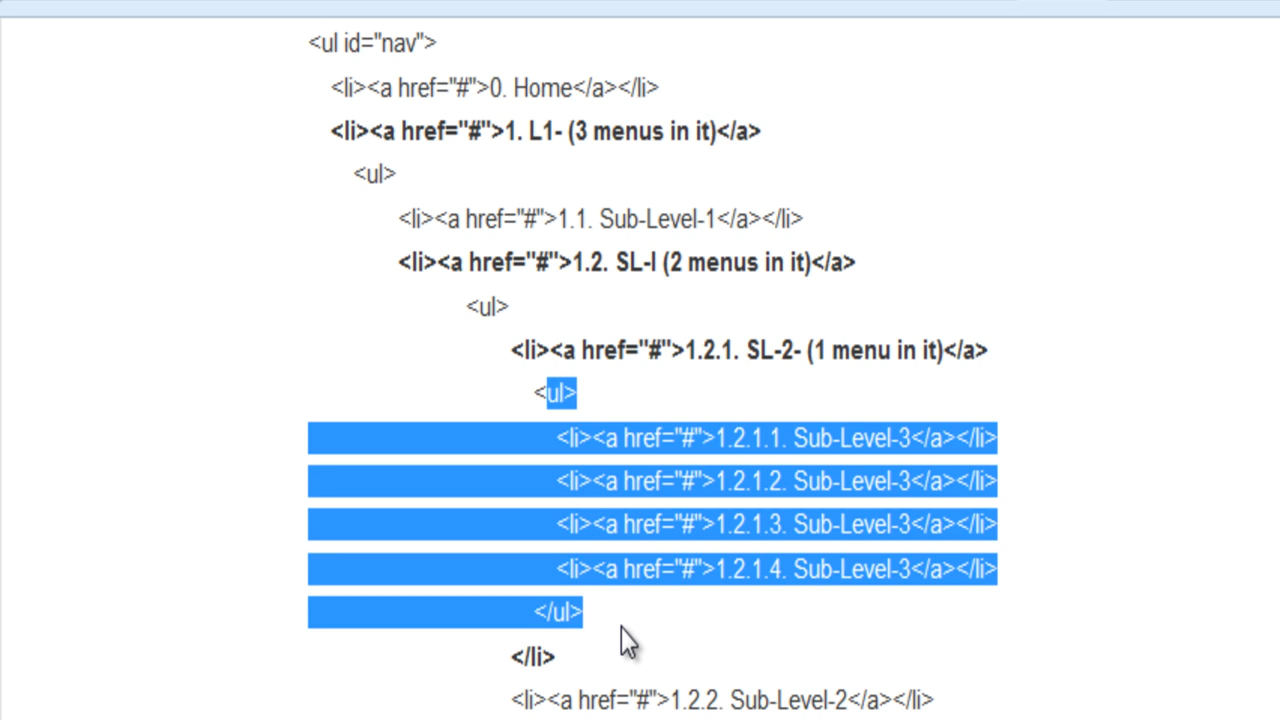 <ul id="nav">
<li><a href="#">0. Home</a></li>
<li><a href="#">1. L1- (3 menus in it)</a>
<ul>
<li><a href="#">1.1. Sub-Level-1</a></li>
<li><a href="#">1.2. SL-I (2 menus in it)</a>
<ul>
<li><a href="#">1.2.1. SL-2- (1 menu in it)</a>
<ul>
<li><a href="#">1.2.1.1. Sub-Level-3</a></li>
<li><a href="#">1.2.1.2. Sub-Level-3</a></li>
<li><a href="#">1.2.1.3. Sub-Level-3</a></li>
<li><a href="#">1.2.1.4. Sub-Level-3</a></li>
</ul>
</li>
<li><a href="#">1.2.2. Sub-Level-2</a></li>